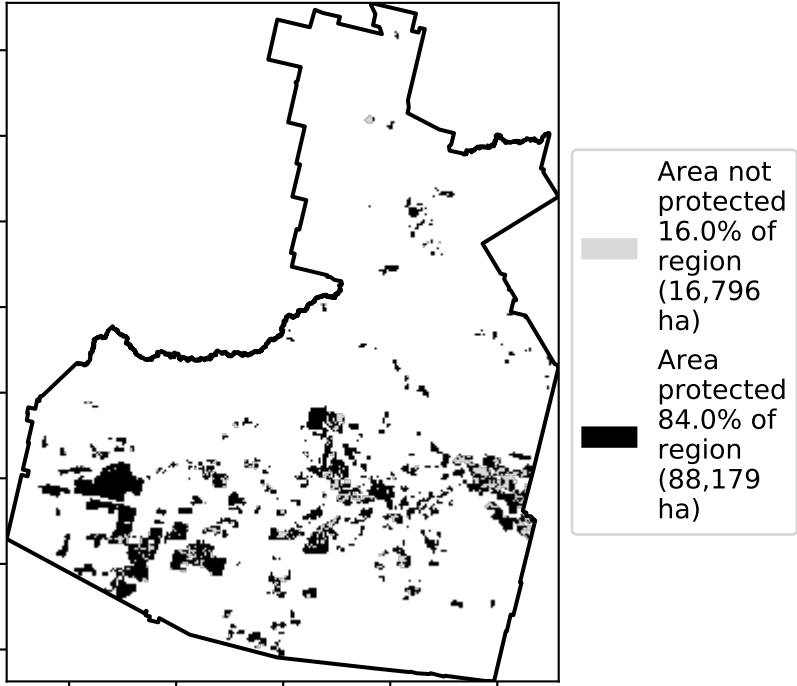 Area not
protected
16.0% of
region
(16,796
ha)
Area
protected
84.0% of
region
(88,179
ha)